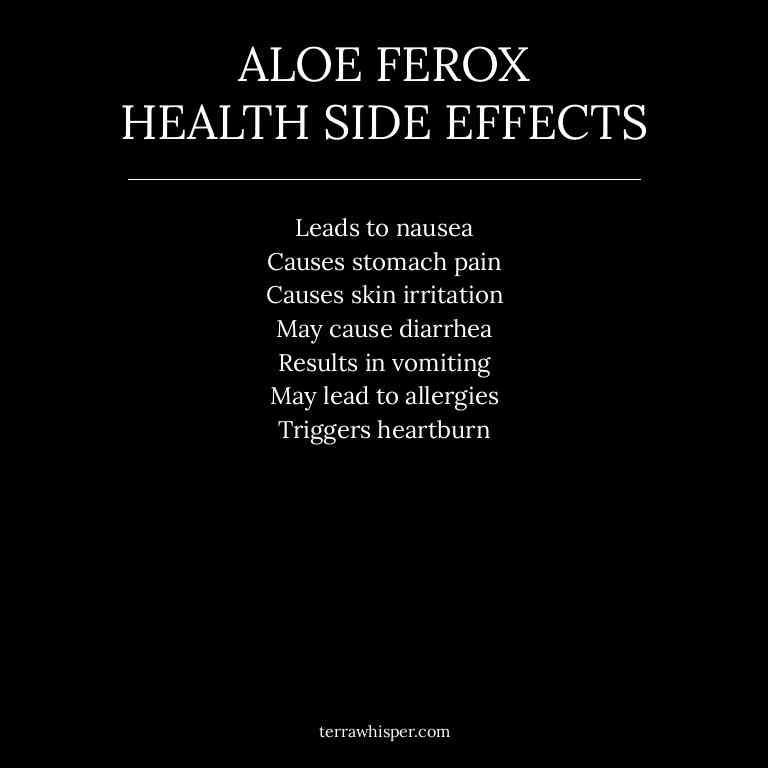 ALOE FEROX
HEALTH SIDE EFFECTS
Leads to nausea
Causes stomach pain
Causes skin irritation
May cause diarrhea
Results in vomiting
May lead to allergies
Triggers heartburn
terrawhisper.com